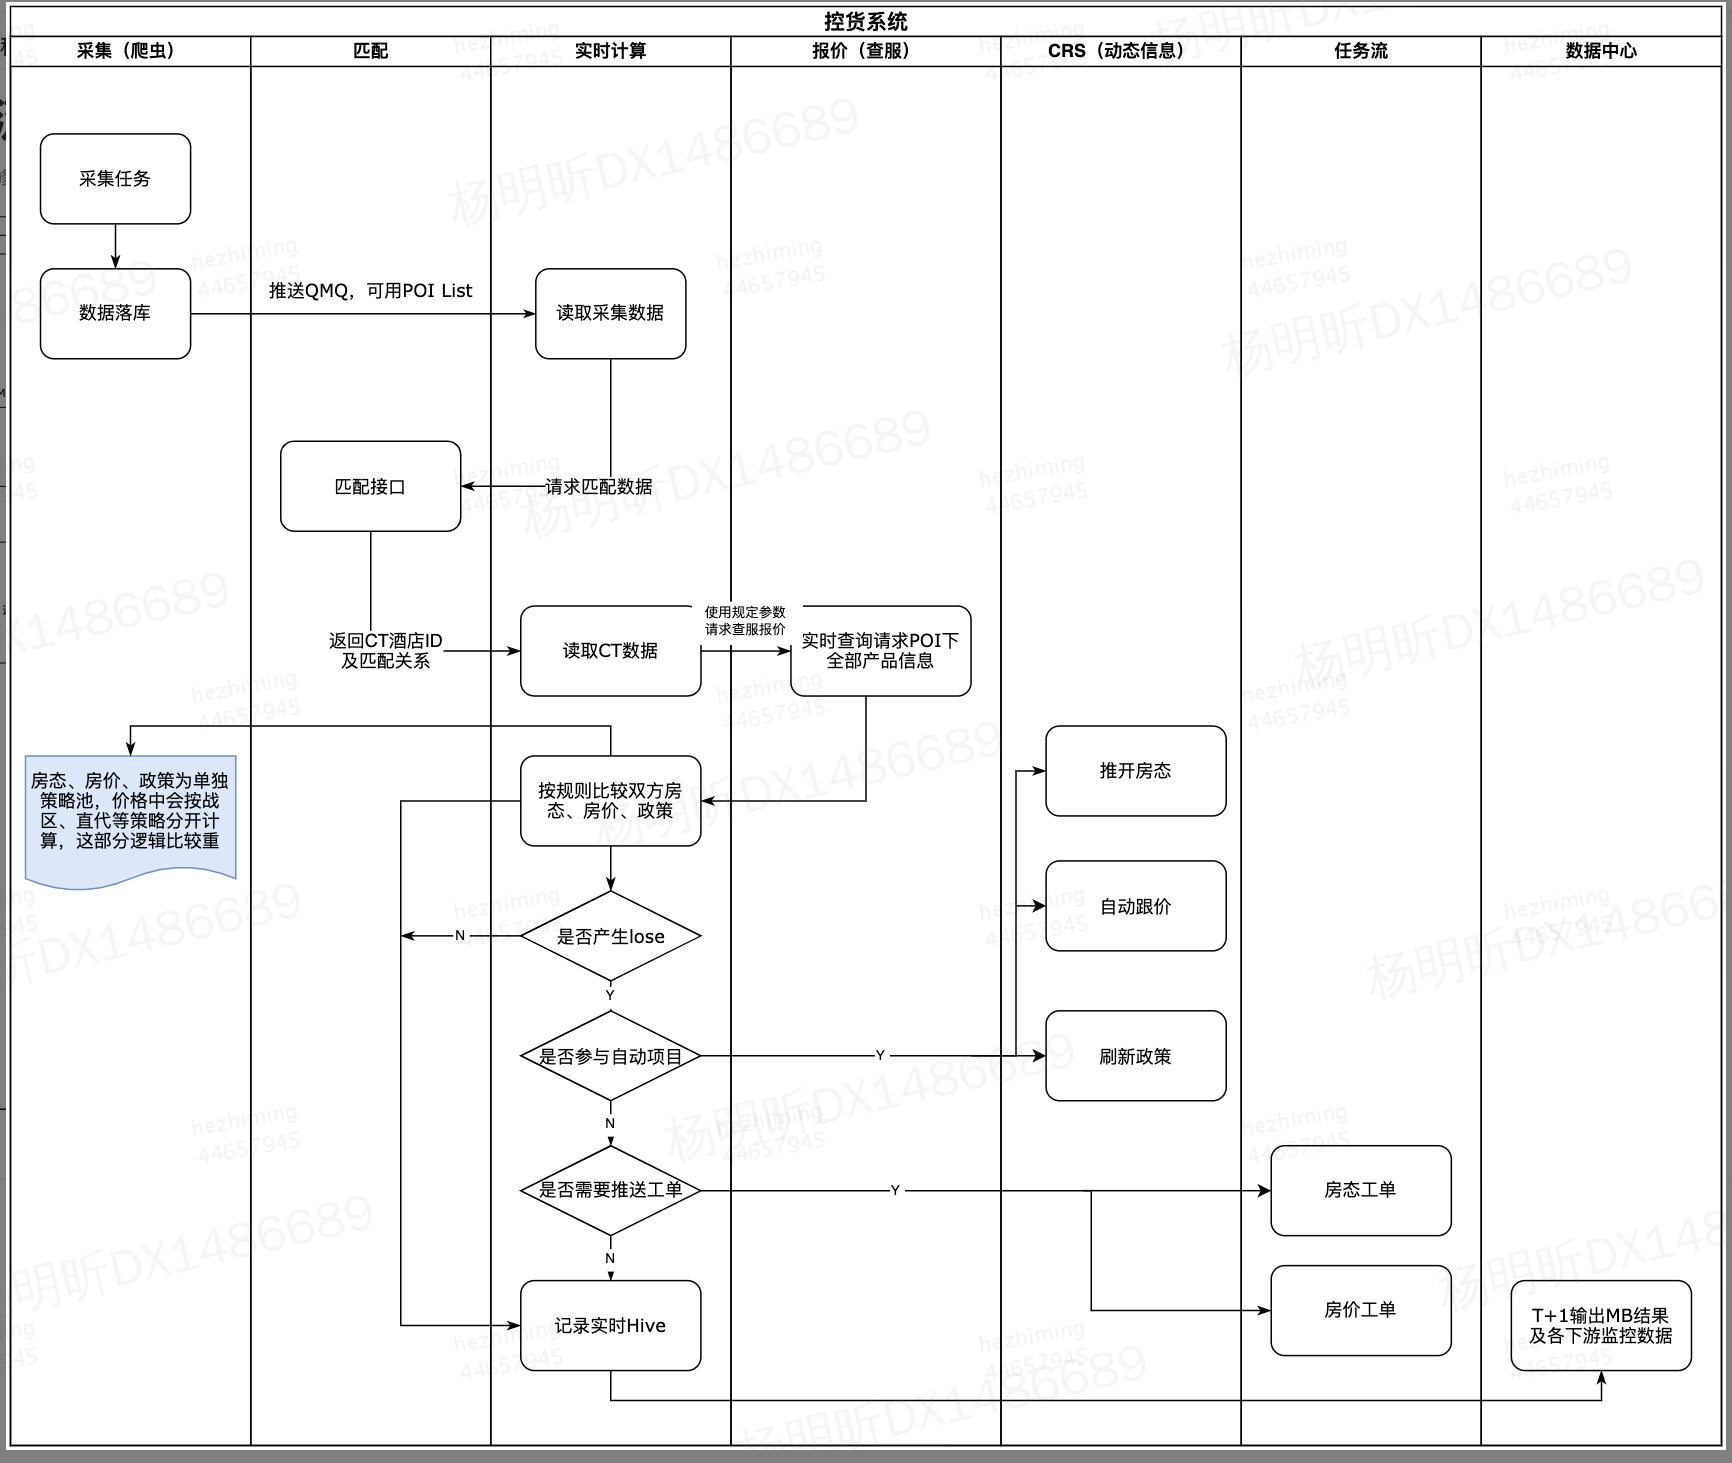 控货系统
采集（爬虫）
匹配
实时计算
报价（查服）
CRS（动态信息）
任务流
数据中心
采集任务
数据落库
推送QMQ，可用POI List
读取采集数据
匹配接口
请求匹配数据
返回CT酒店ID
及匹配关系
读取CT数据
使用规定参数
请求查服报价
实时查询请求POI下
全部产品信息
房态、房价、政策为单独
策略池，价格中会按战
区、直代等策略分开计
算，这部分逻辑比较重
按规则比较双方房
态、房价、政策
推开房态
自动跟价
N
是否产生lose
Y
是否参与自动项目
Y
刷新政策
N
是否需要推送工单
Y
房态工单
N
房价工单
记录实时Hive
T+1输出MB结果
及各下游监控数据
杨明昕DX1486689
hezhiming
44657945